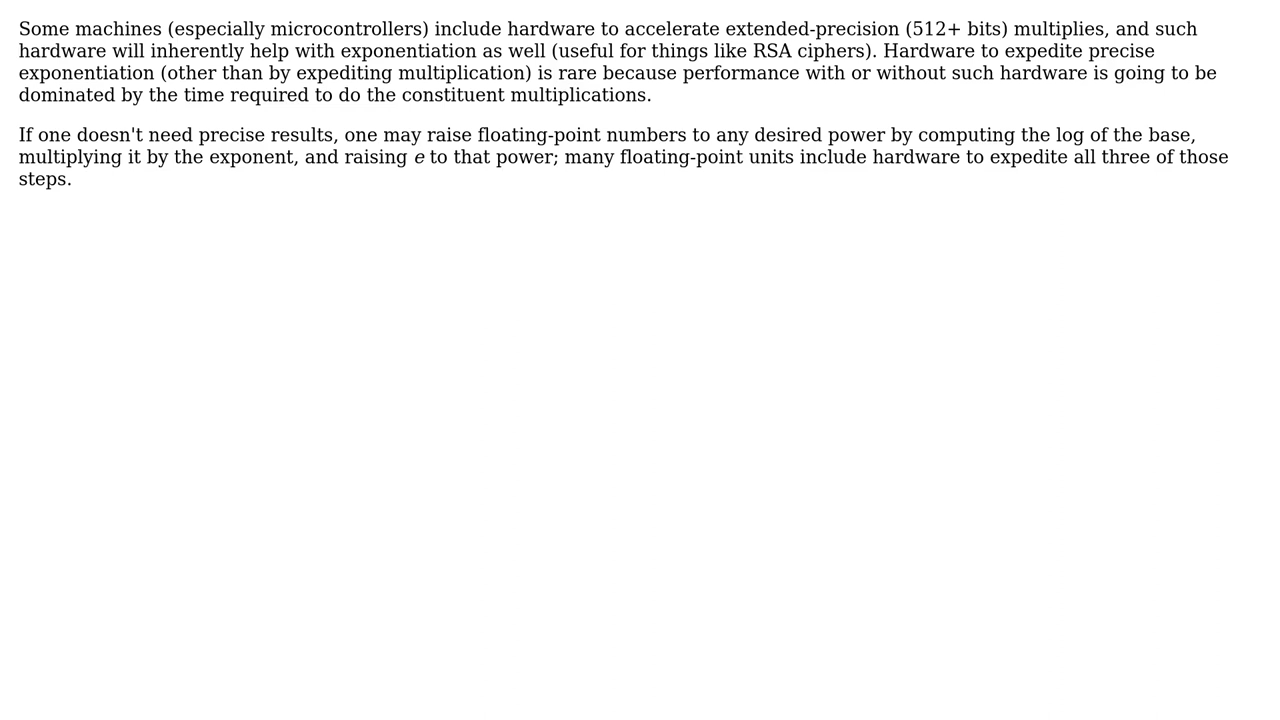 Some machines (especially microcontrollers) include hardware to accelerate extended-precision (512+ bits) multiplies, and such
hardware will inherently help with exponentiation as well (useful for things like RSA ciphers). Hardware to expedite precise
exponentiation (other than by expediting multiplication) is rare because performance with or without such hardware is going to be
dominated by the time required to do the constituent multiplications.
If one doesn't need precise results, one may raise floating-point numbers to any desired power by computing the log of the base,
multiplying it by the exponent, and raising e to that power; many floating-point units include hardware to expedite all three of those
steps.